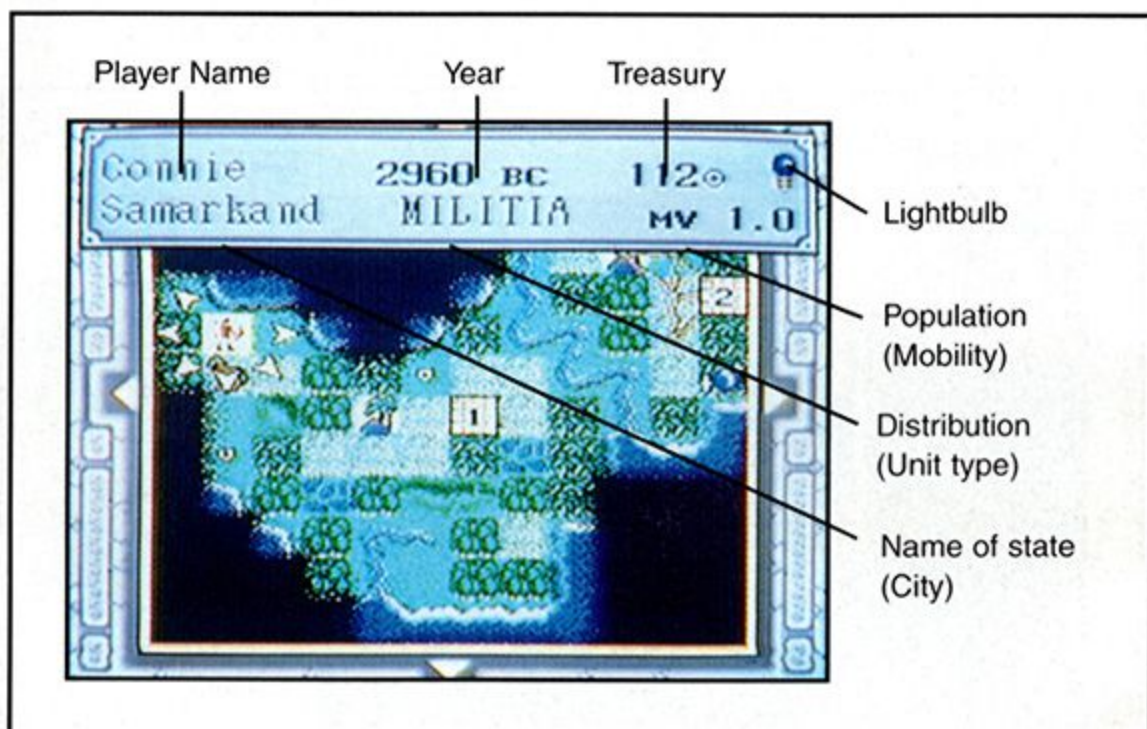 Player Name Year Treasury
Connie 2960 BC 112
Samarkand MILITIA MV 1.0
Lightbulb
2
Population
(Mobility)
1
Distribution
(Unit type)
Name of state
(City)